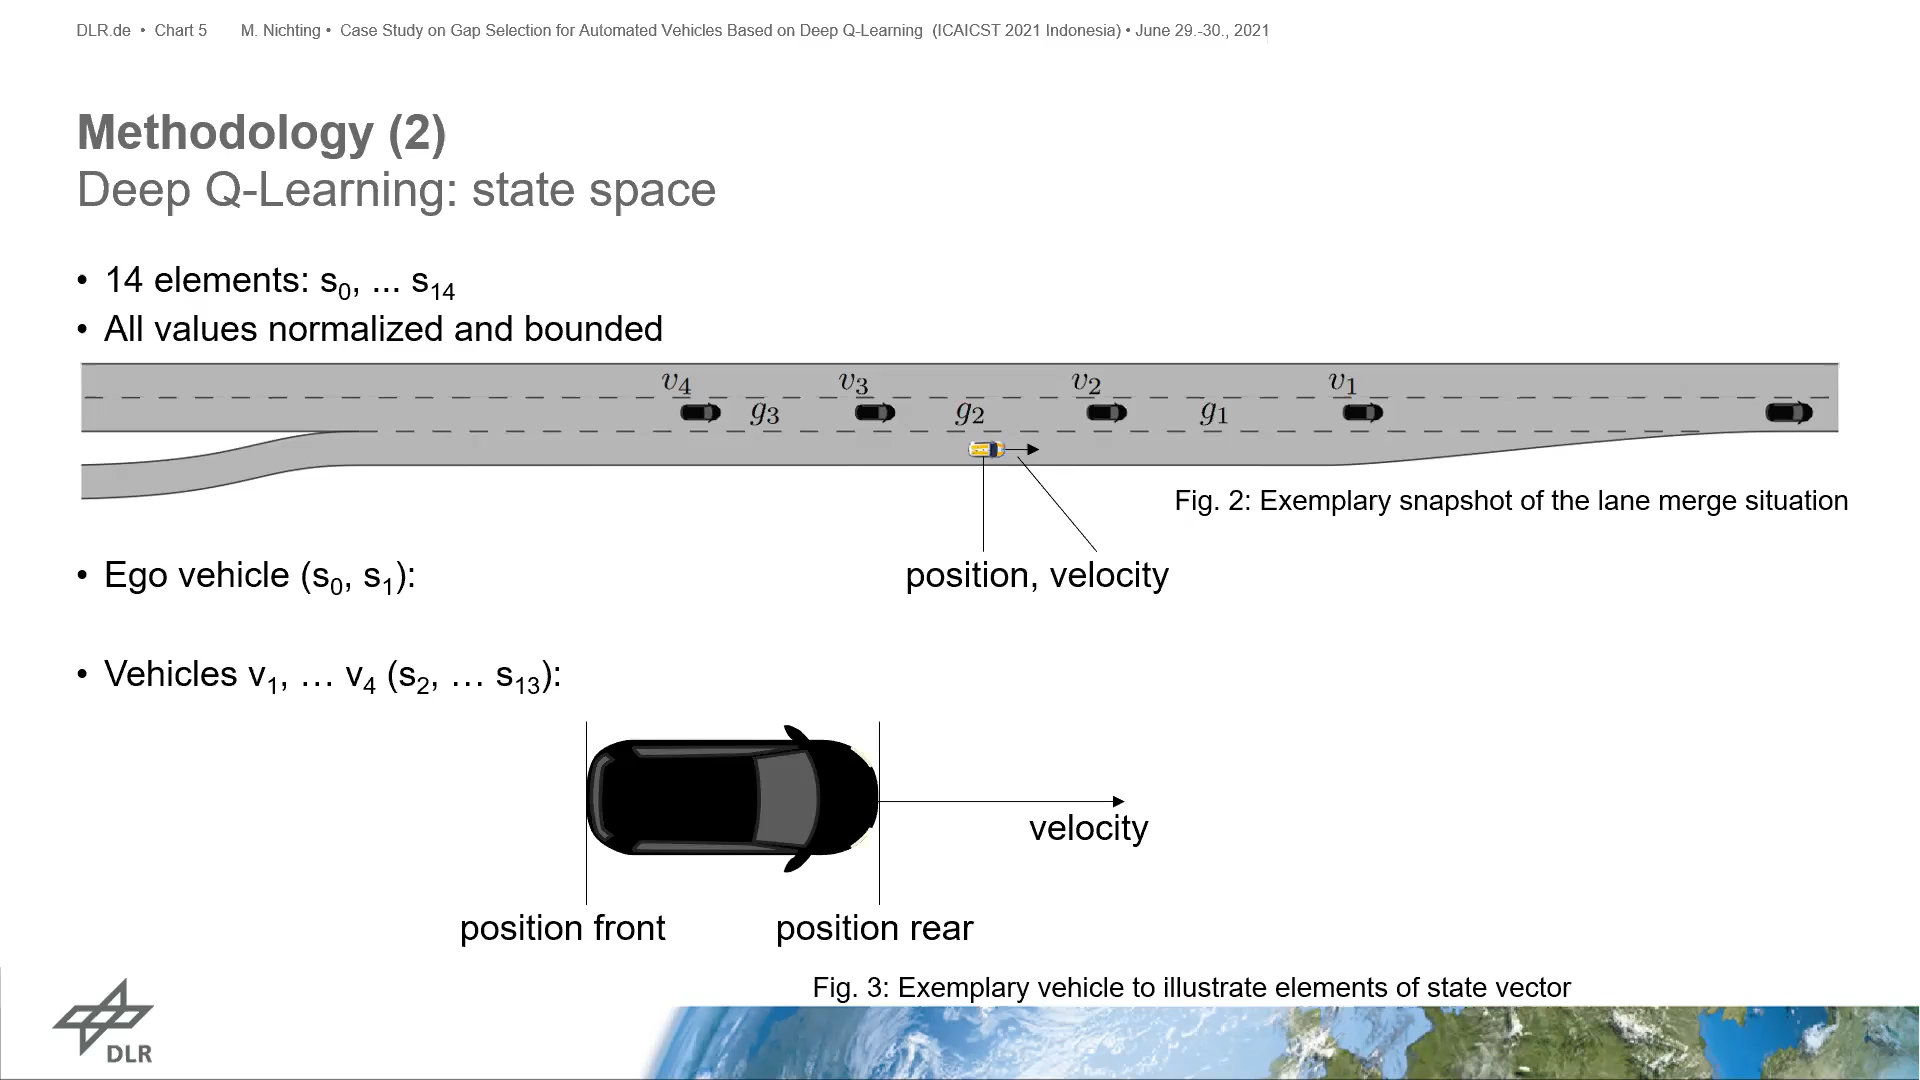 DLR.de • Chart 5 M. Nichting • Case Study on Gap Selection for Automated Vehicles Based on Deep Q-Learning (ICAICST 2021 Indonesia) • June 29.-30., 2021
Methodology (2)
Deep Q-Learning: state space
• 14 elements: s0, ... s14
• All values normalized and bounded
v4 v3 v2 v1
g3 g2 g1
Fig. 2: Exemplary snapshot of the lane merge situation
• Ego vehicle (s0, s1): position, velocity
• Vehicles v1, … v4 (s2, … s13):
velocity
position front position rear
Fig. 3: Exemplary vehicle to illustrate elements of state vector
DLR